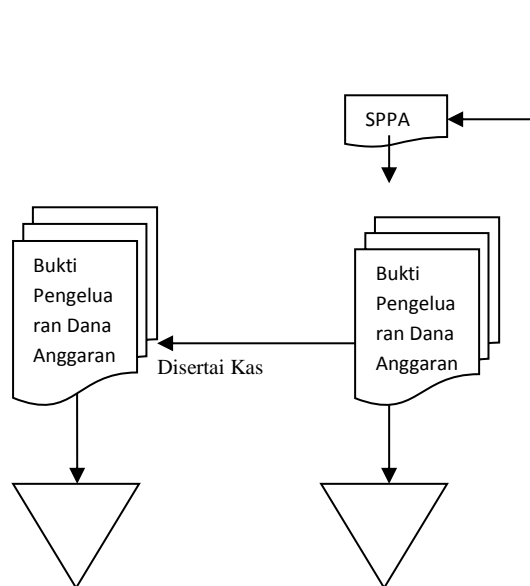 SPPA
Bukti
Pengelua
ran Dana
Anggaran
Disertai Kas
Bukti
Pengelua
ran Dana
Anggaran